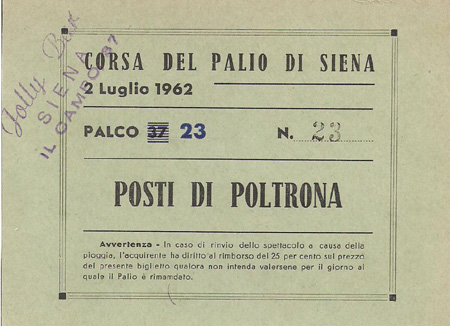 Jolly Bar
SIENA
IL CAMPO 37
CORSA DEL PALIO DI SIENA
2 Luglio 1962
PALCO 37 23 N. 23
POSTI DI POLTRONA
Avvertenza - In caso di rinvio dello spettacolo a causa della
pioggia, l'acquirente ha diritto al rimborso del 25 per cento sul prezzo
del presente biglietto qualora non intenda valersene per il giorno al
quale il Palio è rimandato.